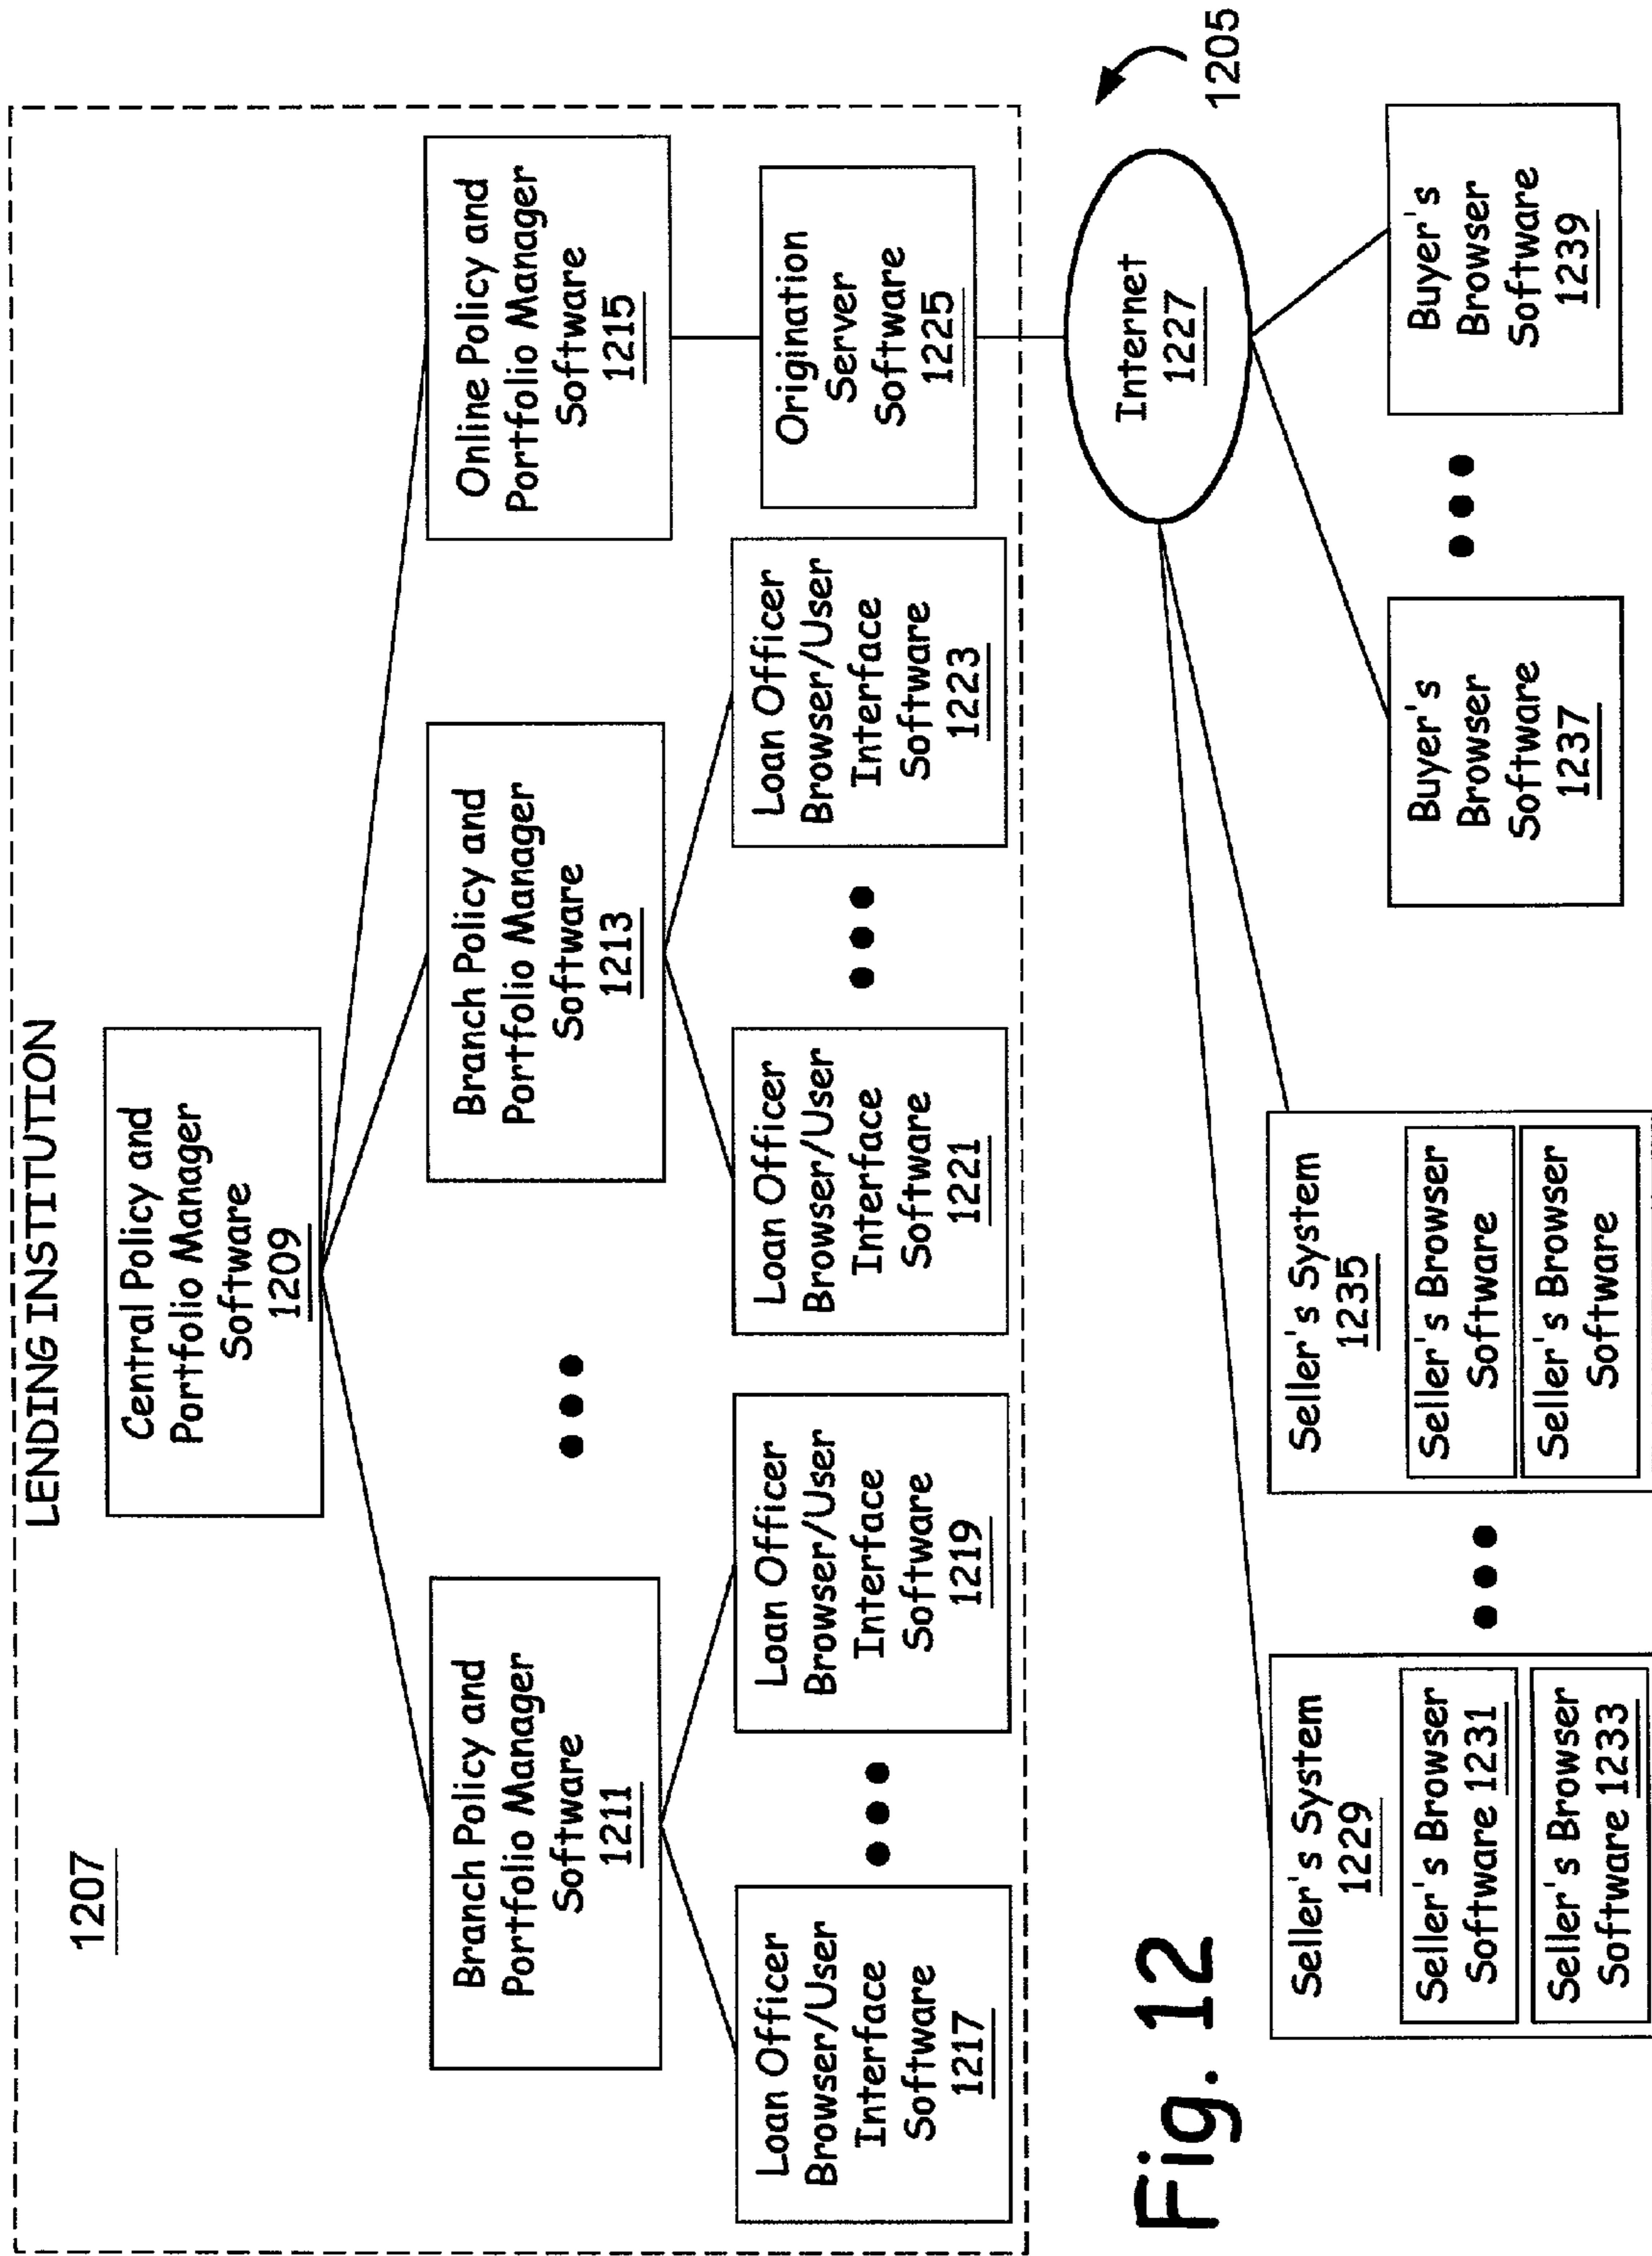 LENDING INSTITUTION
1207
Central Policy and
Portfolio Manager
Software
1209
Branch Policy and
Portfolio Manager
Software
1211
Branch Policy and
Portfolio Manager
Software
1213
Online Policy and
Portfolio Manager
Software
1215
Loan Officer
Browser/User
Interface
Software
1217
Loan Officer
Browser/User
Interface
Software
1219
Loan Officer
Browser/User
Interface
Software
1221
Loan Officer
Browser/User
Interface
Software
1223
Origination
Server
Software
1225
Internet
1227
1205
Fig. 12
Seller's System
1229
Seller's Browser
Software 1231
Seller's Browser
Software 1233
Seller's System
1235
Seller's Browser
Software
Seller's Browser
Software
Buyer's
Browser
Software
1237
Buyer's
Browser
Software
1239